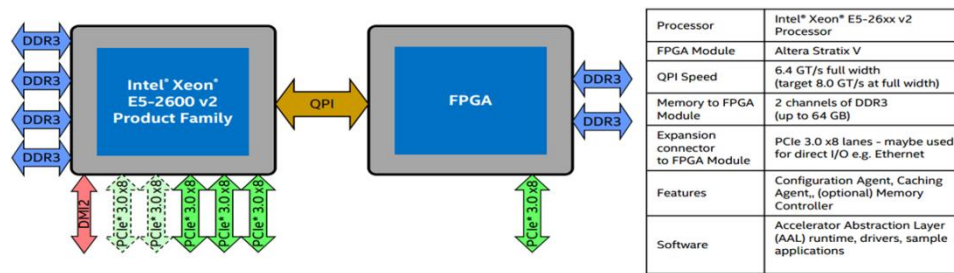 DDR3
DDR3
DDR3
DDR3
Intel® Xeon®
E5-2600 v2
Product Family
QPI
FPGA
DDR3
DDR3
DMI2
PCIe® 3.0 x8
PCIe® 3.0 x8
PCIe® 3.0 x8
PCIe® 3.0 x8
PCIe® 3.0 x8
PCIe® 3.0 x8
Processor
Intel® Xeon® E5-26xx v2
Processor
FPGA Module
Altera Stratix V
QPI Speed
6.4 GT/s full width
(target 8.0 GT/s at full width)
Memory to FPGA
Module
2 channels of DDR3
(up to 64 GB)
Expansion
connector
to FPGA Module
PCIe 3.0 x8 lanes - maybe used
for direct I/O e.g. Ethernet
Features
Configuration Agent, Caching
Agent,, (optional) Memory
Controller
Software
Accelerator Abstraction Layer
(AAL) runtime, drivers, sample
applications